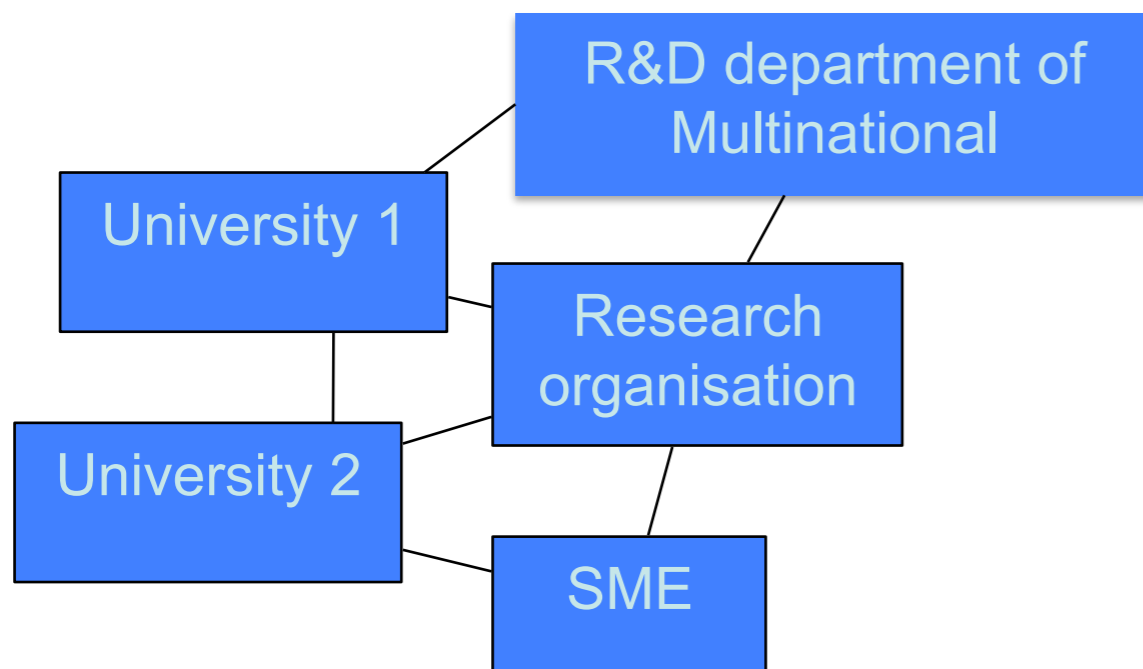 R&D department of
Multinational
University 1
Research
organisation
University 2
SME